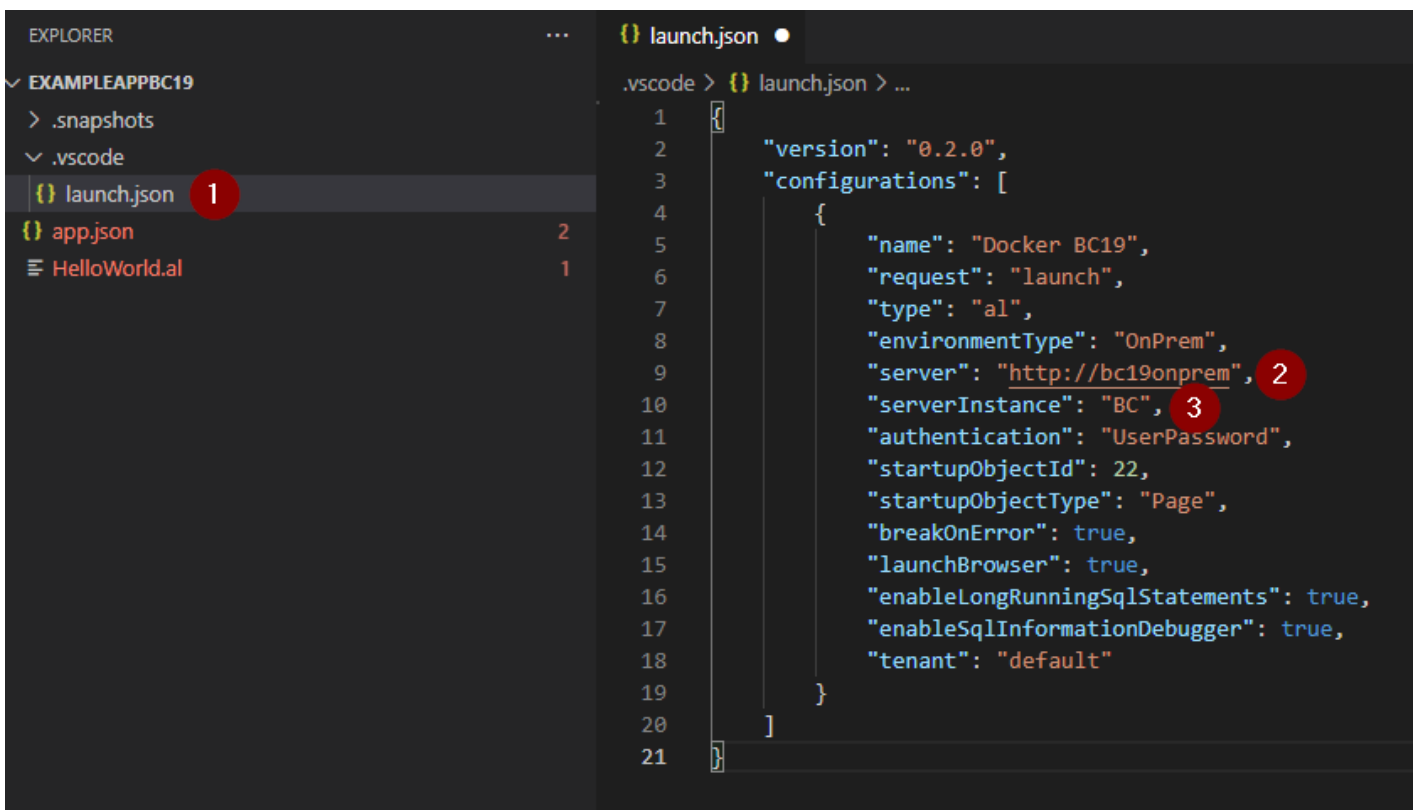 EXPLORER ...
EXAMPLEAPPBC19
> .snapshots
.vscode
{} launch.json 1
{} app.json 2
HelloWorld.al 1
{} launch.json ●
.vscode > {} launch.json > ...
1 {
2 "version": "0.2.0",
3 "configurations": [
4 {
5 "name": "Docker BC19",
6 "request": "launch",
7 "type": "al",
8 "environmentType": "OnPrem",
9 "server": "http://bc19onprem", 2
10 "serverInstance": "BC", 3
11 "authentication": "UserPassword",
12 "startupObjectId": 22,
13 "startupObjectType": "Page",
14 "breakOnError": true,
15 "launchBrowser": true,
16 "enableLongRunningSqlStatements": true,
17 "enableSqlInformationDebugger": true,
18 "tenant": "default"
19 }
20 ]
21 }